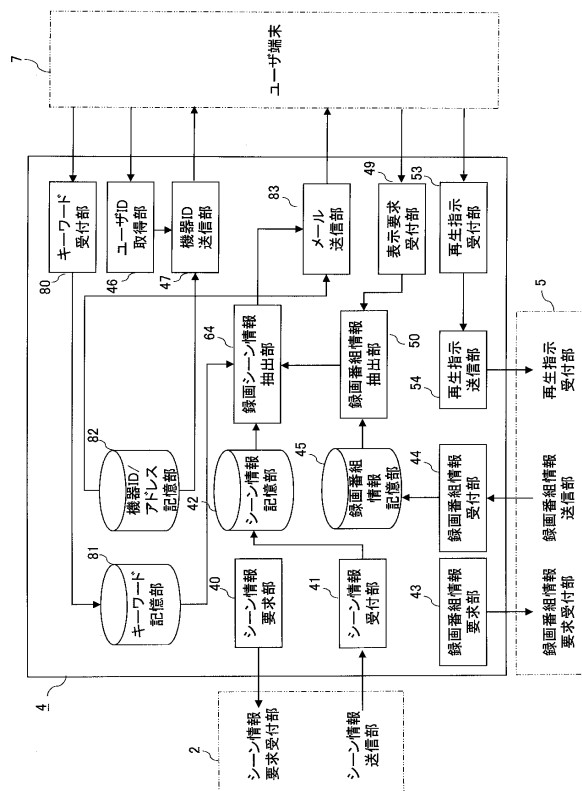 7
ユーザ端末
4
キーワード
受付部
80
ユーザID
取得部
46
機器ID
送信部
47
メール
送信部
83
表示要求
受付部
49
再生指示
受付部
53
機器ID/
アドレス
記憶部
82
録画シーン情報
抽出部
64
録画番組情報
抽出部
50
再生指示
送信部
54
キーワード
記憶部
81
シーン情報
記憶部
42
録画番組
情報
記憶部
45
シーン情報
要求部
40
シーン情報
受付部
41
録画番組情報
要求部
43
録画番組情報
受付部
44
2
シーン情報
要求受付部
シーン情報
送信部
5
録画番組情報
要求受付部
録画番組情報
送信部
再生指示
受付部